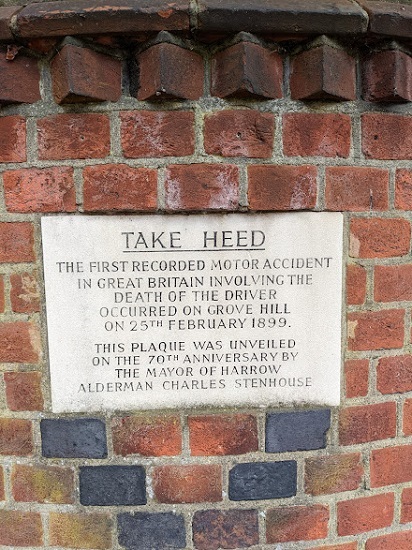 TAKE HEED
THE FIRST RECORDED MOTOR ACCIDENT
IN GREAT BRITAIN INVOLVING THE
DEATH OF THE DRIVER
OCCURRED ON GROVE HILL
ON 25TH FEBRUARY 1899.
THIS PLAQUE WAS UNVEILED
ON THE 70TH ANNIVERSARY BY
THE MAYOR OF HARROW
ALDERMAN CHARLES STENHOUSE